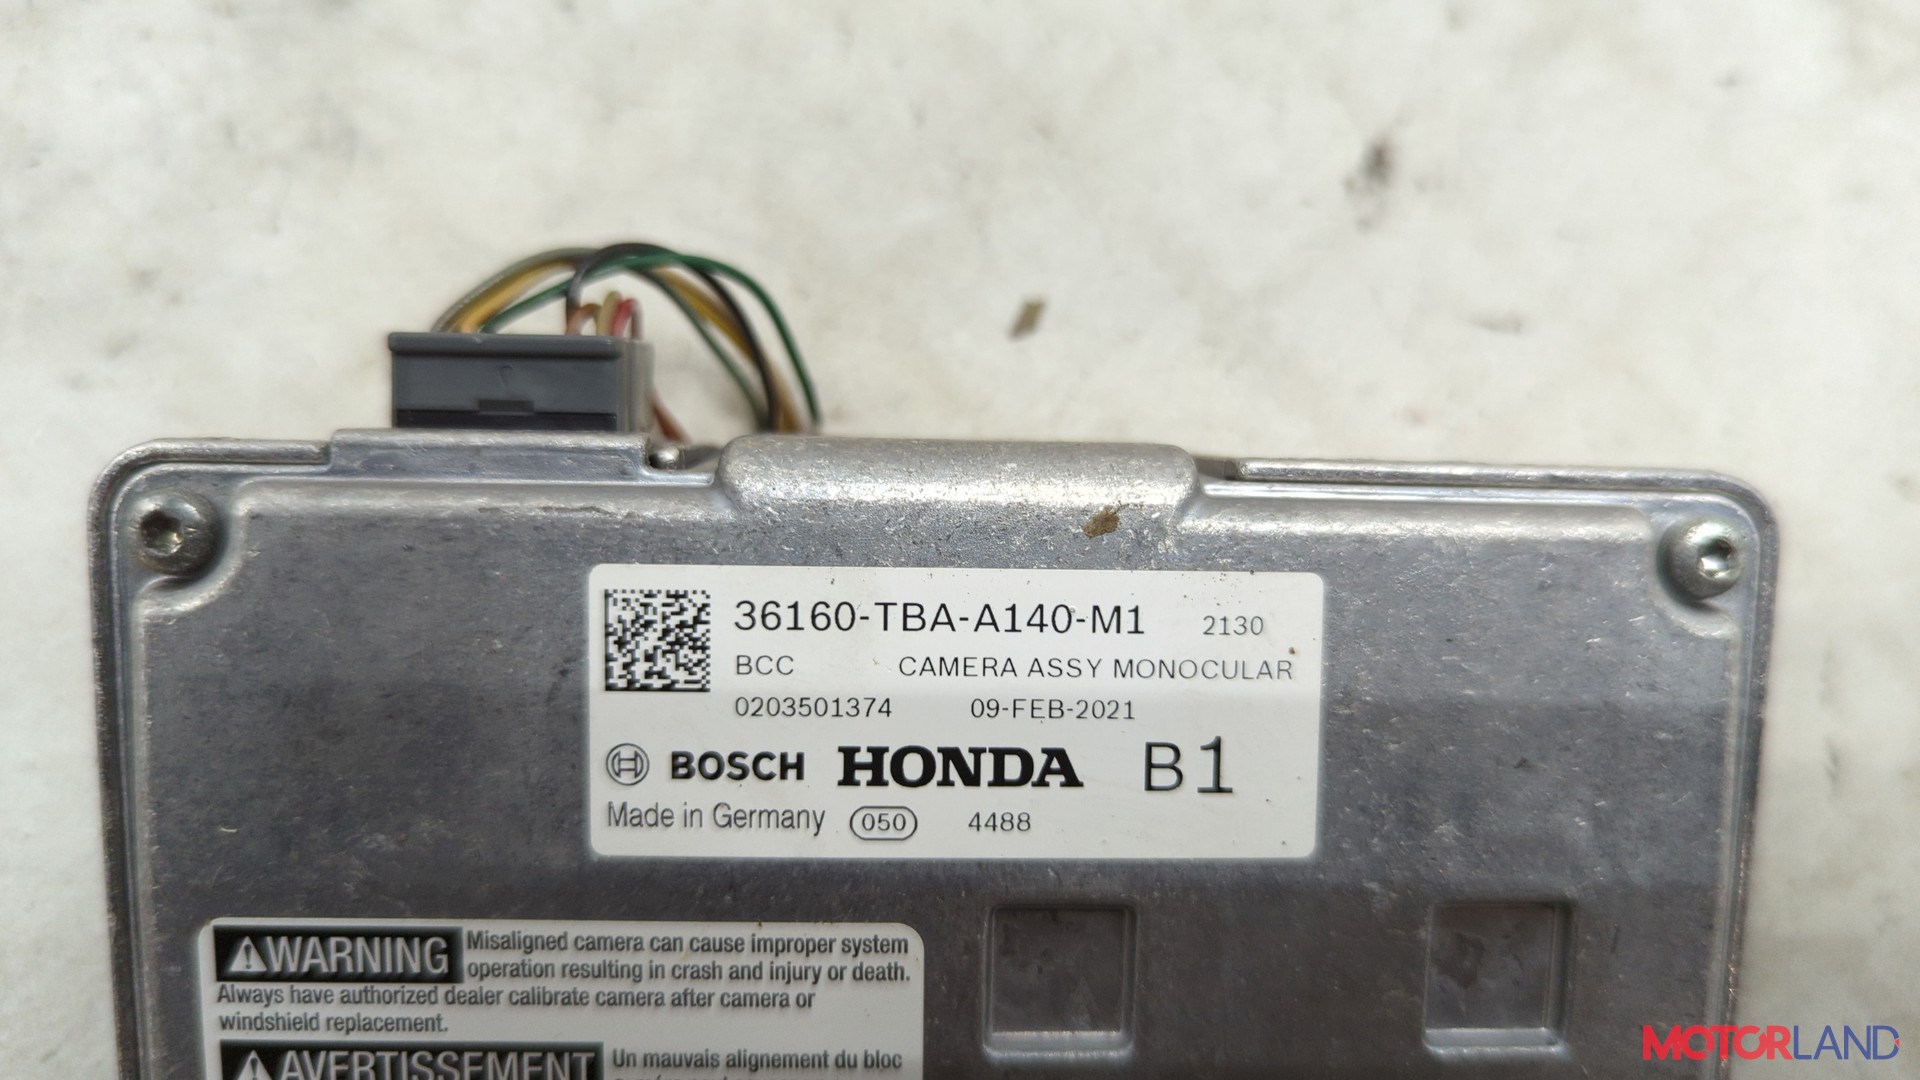 36160-TBA-A140-M1 2130
BCC CAMERA ASSY MONOCULAR
0203501374 09-FEB-2021
BOSCH HONDA B1
Made in Germany 050 4488
WARNING Misaligned camera can cause improper system
operation resulting in crash and injury or death.
Always have authorized dealer calibrate camera after camera or
windshield replacement.
AVERTISSEMENT Un mauvais alignement du bloc
MOTORLAND